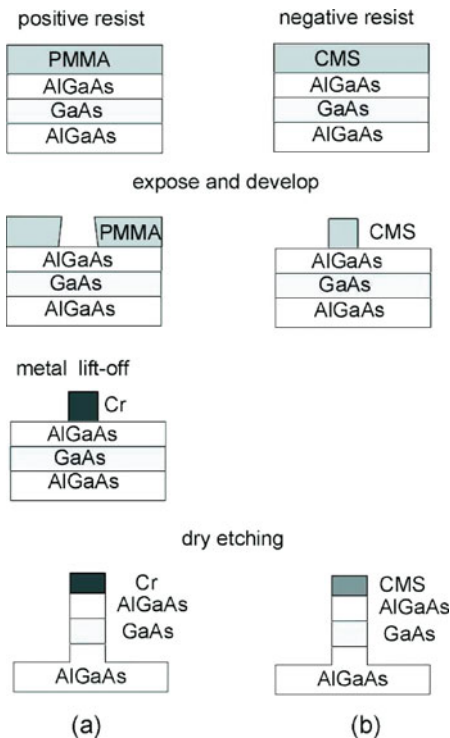 positive resist
negative resist
PMMA
AlGaAs
GaAs
AlGaAs
CMS
AlGaAs
GaAs
AlGaAs
expose and develop
PMMA
AlGaAs
GaAs
AlGaAs
CMS
AlGaAs
GaAs
AlGaAs
metal lift-off
Cr
AlGaAs
GaAs
AlGaAs
dry etching
Cr
AlGaAs
GaAs
AlGaAs
CMS
AlGaAs
GaAs
AlGaAs
(a)
(b)